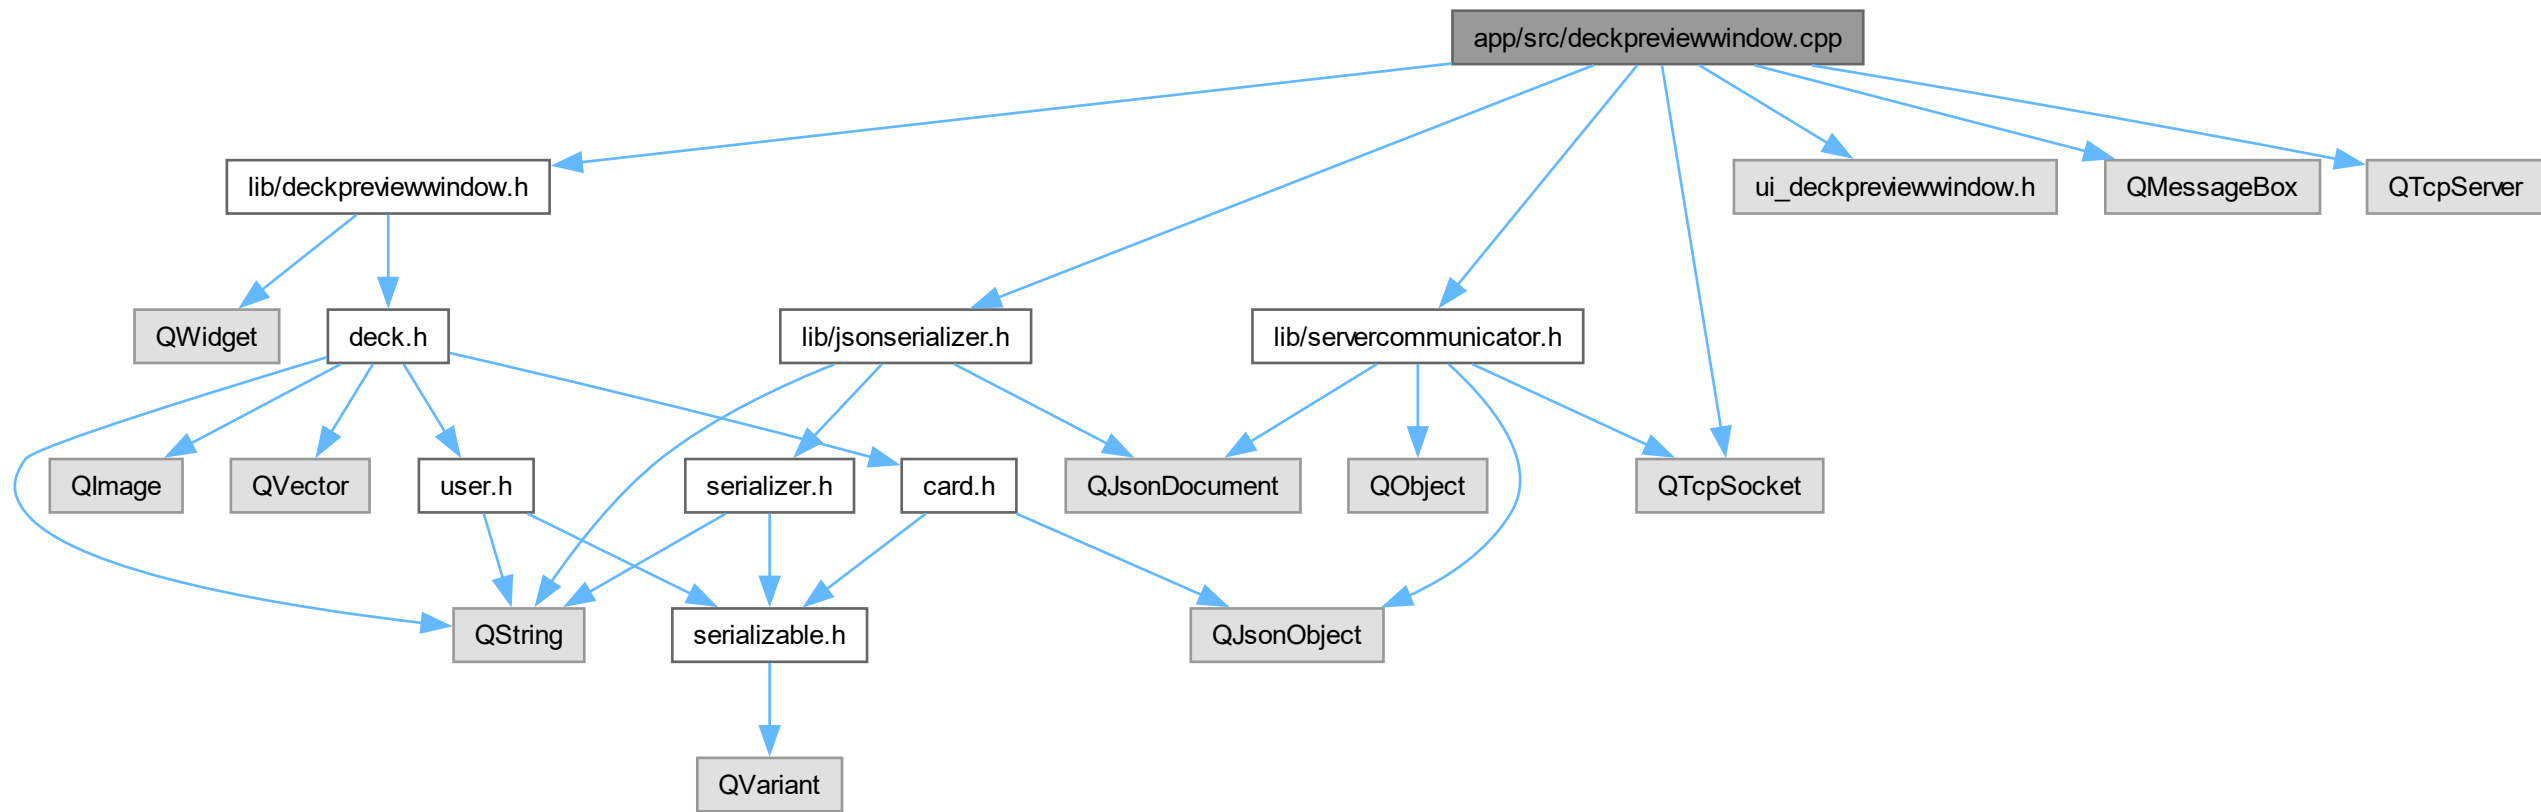 app/src/deckpreviewwindow.cpp
lib/deckpreviewwindow.h
ui_deckpreviewwindow.h
QMessageBox
QTcpServer
QWidget
deck.h
lib/jsonserializer.h
lib/servercommunicator.h
QImage
QVector
user.h
serializer.h
card.h
QJsonDocument
QObject
QTcpSocket
QString
serializable.h
QJsonObject
QVariant